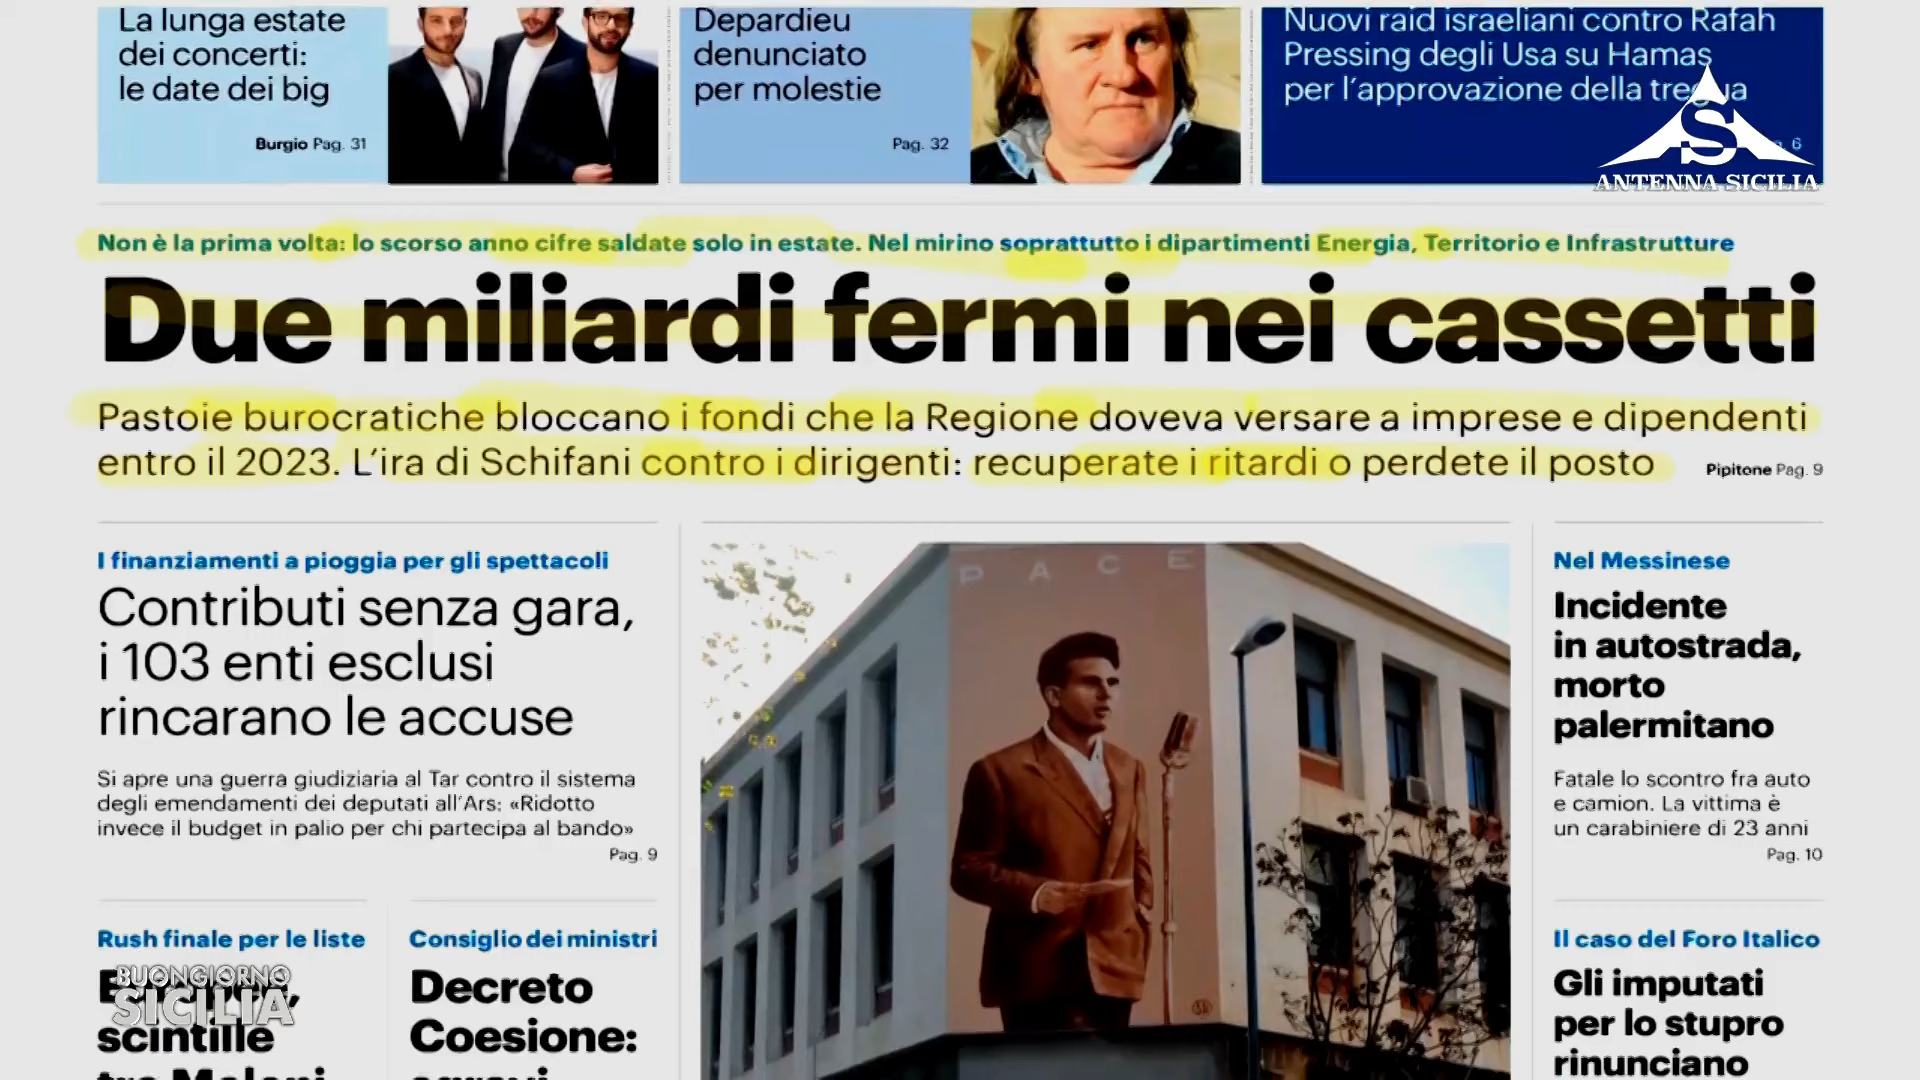 La lunga estate
dei concerti:
le date dei big
Burgio Pag. 31
Depardieu
denunciato
per molestie
Pag. 32
Nuovi raid israeliani contro Rafah
Pressing degli Usa su Hamas
per l'approvazione della tregua
6
S
ANTENNA SICILIA
Non è la prima volta: lo scorso anno cifre saldate solo in estate. Nel mirino soprattutto i dipartimenti Energia, Territorio e Infrastrutture
Due miliardi fermi nei cassetti
Pastoie burocratiche bloccano i fondi che la Regione doveva versare a imprese e dipendenti
entro il 2023. L'ira di Schifani contro i dirigenti: recuperate i ritardi o perdete il posto
Pipitone Pag. 9
I finanziamenti a pioggia per gli spettacoli
Contributi senza gara,
i 103 enti esclusi
rincarano le accuse
Si apre una guerra giudiziaria al Tar contro il sistema
degli emendamenti dei deputati all'Ars: «Ridotto
invece il budget in palio per chi partecipa al bando»
Pag. 9
PACE
Nel Messinese
Incidente
in autostrada,
morto
palermitano
Fatale lo scontro fra auto
e camion. La vittima è
un carabiniere di 23 anni
Pag. 10
Rush finale per le liste
scintille
BUONGIORNO
SICILIA
Consiglio dei ministri
Decreto
Coesione:
Il caso del Foro Italico
Gli imputati
per lo stupro
rinunciano